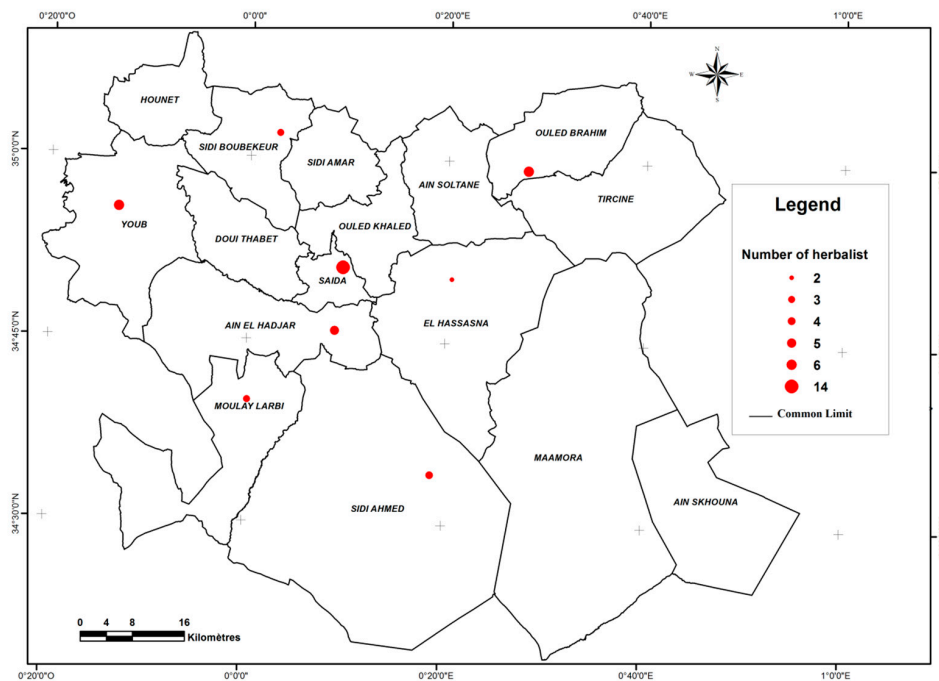 0°20'0"O 0°0'0" 0°20'0"E 0°40'0"E 1°0'0"E
N
W E
S
HOUNET
OULED BRAHIM
35°0'0"N
SIDI BOUBEKEUR
SIDI AMAR
AIN SOLTANE
TIRCINE
Legend
YOUB
OULED KHALED
DOUI THABET
Number of herbalist
SAIDA
2
3
EL HASSASNA
4
AIN EL HADJAR
34°45'0"N
5
6
14
MOULAY LARBI
Common Limit
MAAMORA
AIN SKHOUNA
SIDI AHMED
34°30'0"N
0 4 8 16
Kilomètres
0°20'0"O 0°0'0" 0°20'0"E 0°40'0"E 1°0'0"E